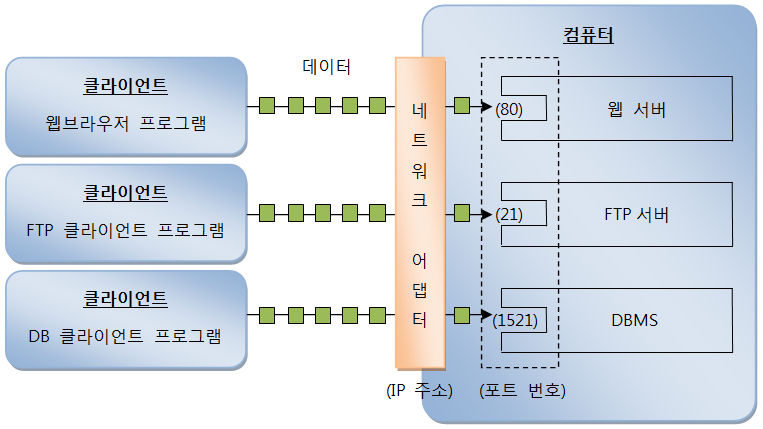 컴퓨터
데이터
클라이언트
웹브라우저 프로그램
(80)
웹 서버
클라이언트
FTP 클라이언트 프로그램
(21)
FTP 서버
클라이언트
DB 클라이언트 프로그램
(1521)
DBMS
네트워크 어댑터
(IP 주소)
(포트 번호)